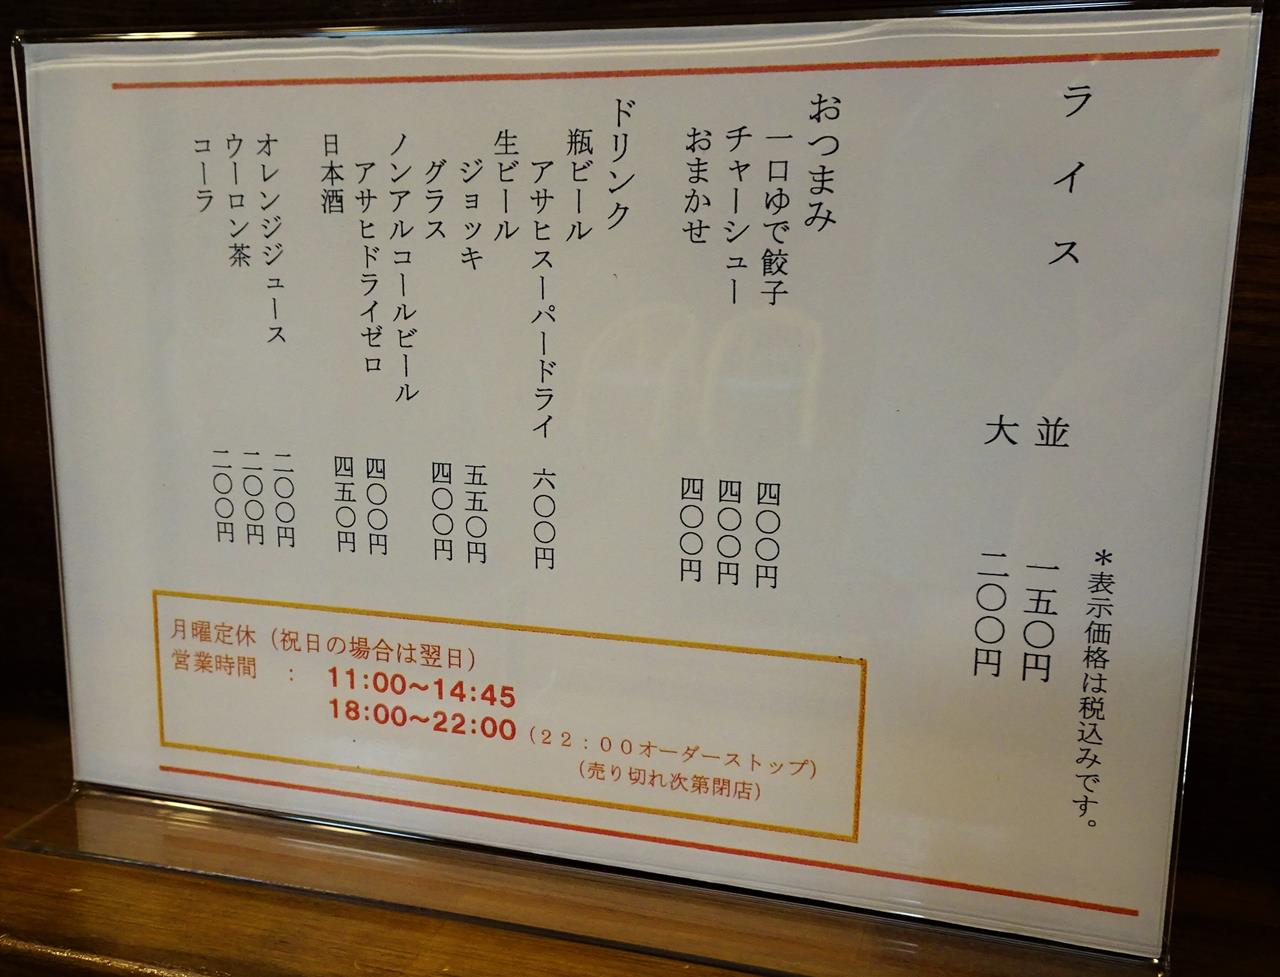 ＊表示価格は税込みです。
ライス
並 一五〇円
大 二〇〇円
おつまみ
一口ゆで餃子 四〇〇円
チャーシュー 四〇〇円
おまかせ 四〇〇円
ドリンク
瓶ビール
アサヒスーパードライ 六〇〇円
生ビール
ジョッキ 五五〇円
グラス 四〇〇円
ノンアルコールビール
アサヒドライゼロ 四〇〇円
日本酒 四五〇円
オレンジジュース 二〇〇円
ウーロン茶 二〇〇円
コーラ 二〇〇円
月曜定休（祝日の場合は翌日）
営業時間 : 11:00～14:45
18:00～22:00（２２：００オーダーストップ）
（売り切れ次第閉店）